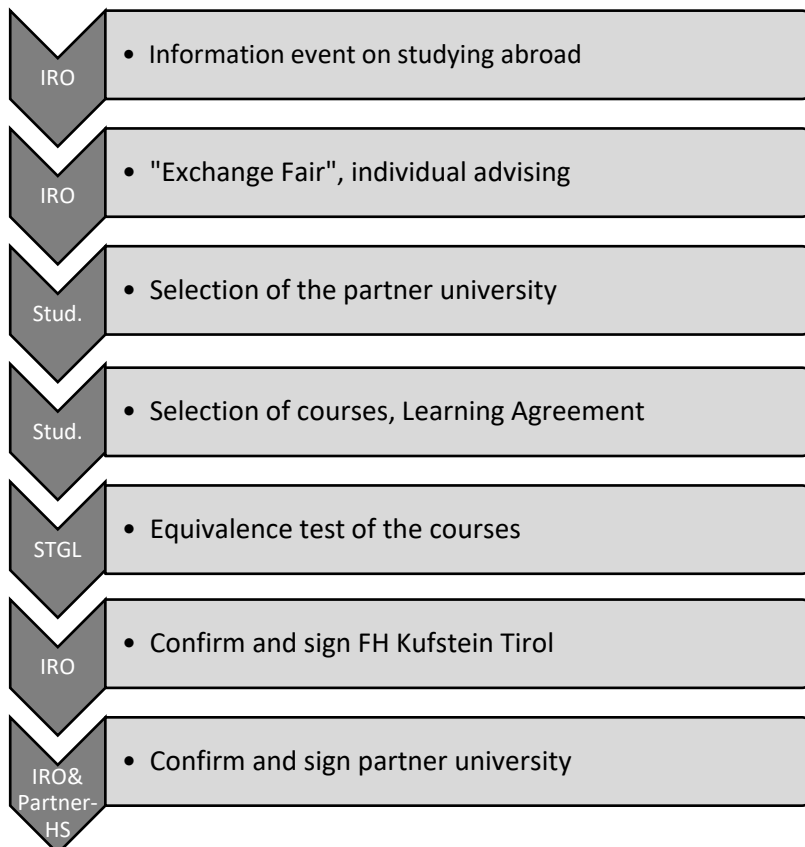 IRO
• Information event on studying abroad
IRO
• "Exchange Fair", individual advising
Stud.
• Selection of the partner university
Stud.
• Selection of courses, Learning Agreement
STGL
• Equivalence test of the courses
IRO
• Confirm and sign FH Kufstein Tirol
IRO&
Partner-
HS
• Confirm and sign partner university